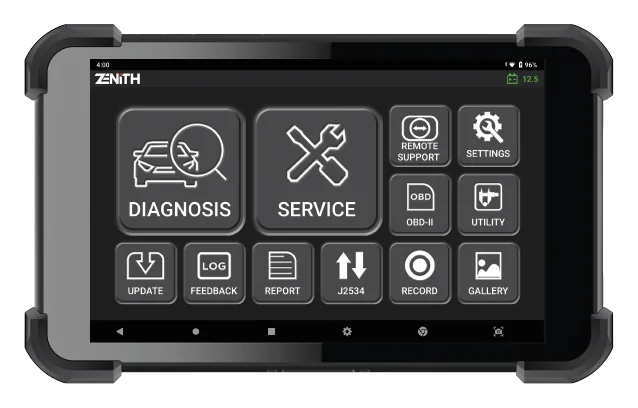 4:00
96%
ZENITH
12.5
DIAGNOSIS
SERVICE
REMOTE
SUPPORT
SETTINGS
OBD
OBD-II
UTILITY
UPDATE
LOG
FEEDBACK
REPORT
J2534
RECORD
GALLERY